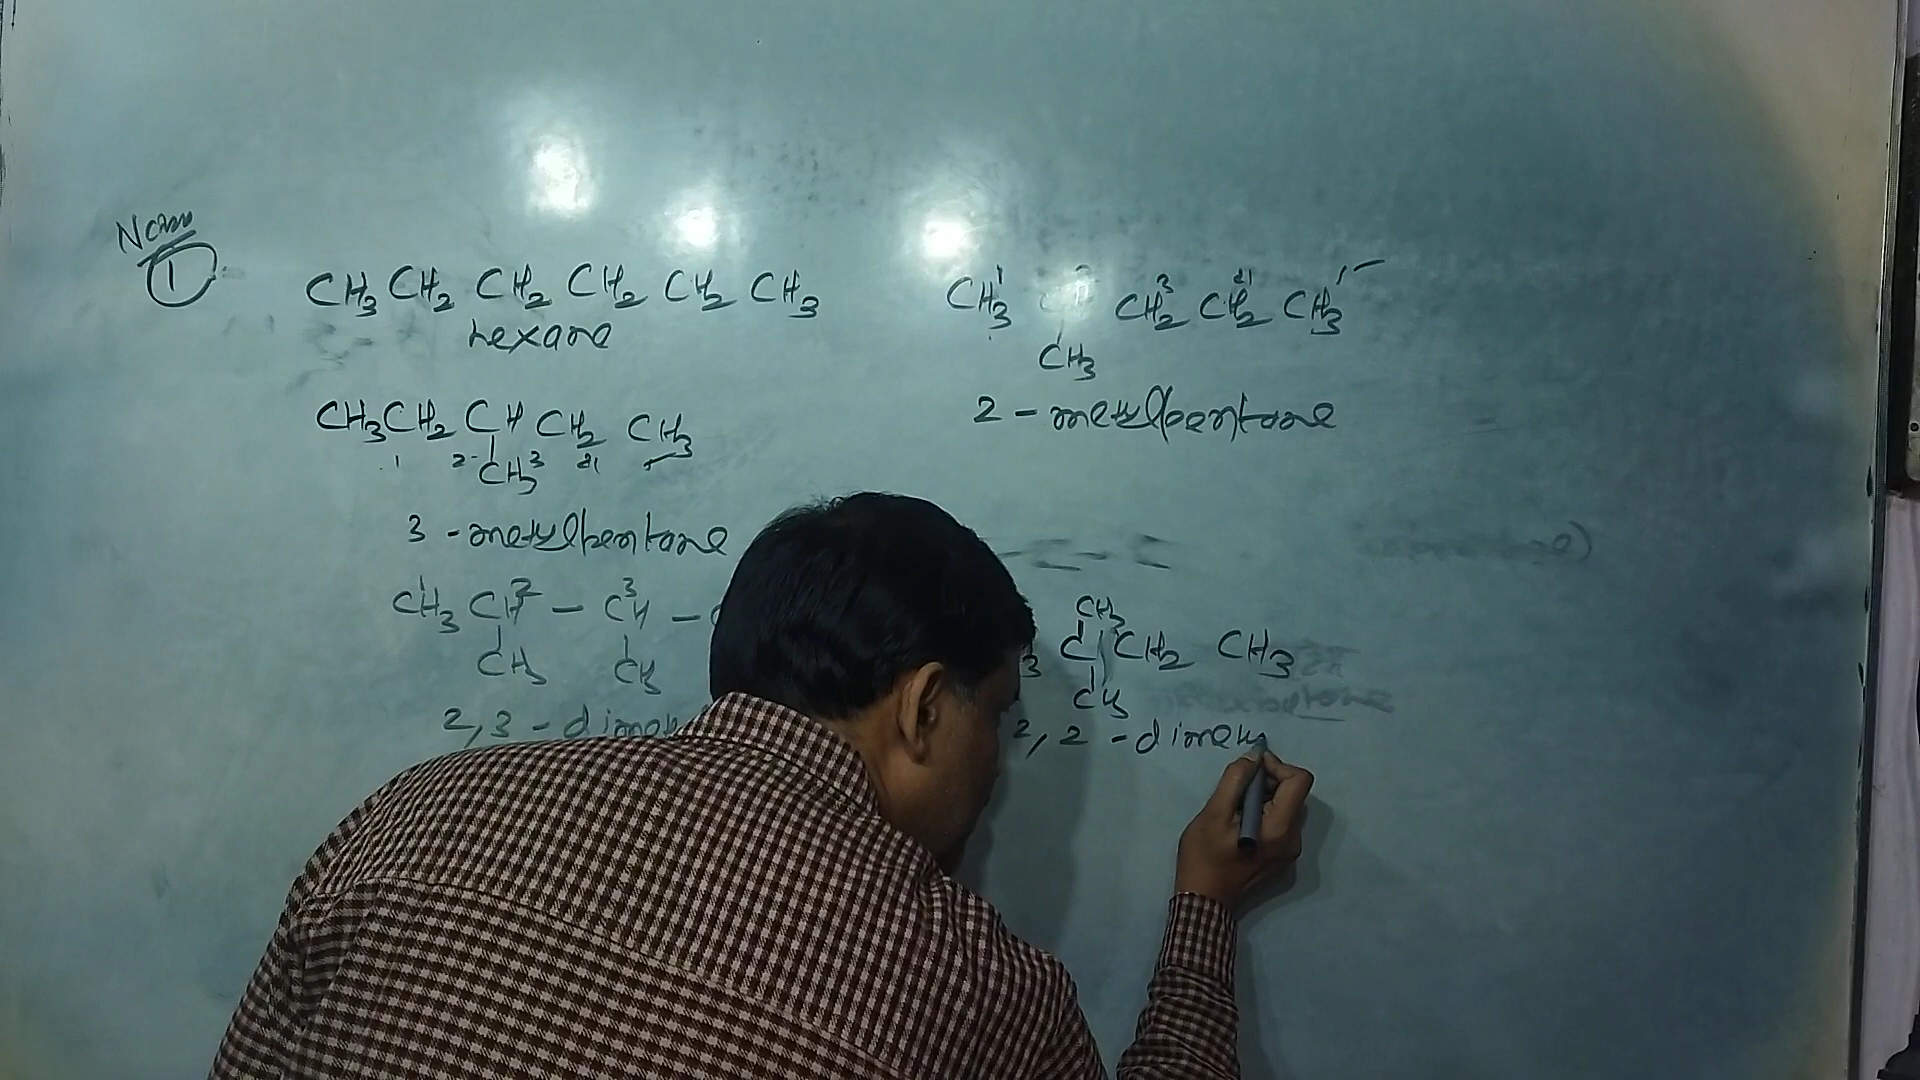 1
CH3 CH2 CH2 CH2 CH2 CH3
hexane
CH3 CH2 CH CH2 CH3
CH3
3 - methylpentane
CH3 CH - CH -
CH3 CH3
2,3 - dimeth
CH3 CH2 CH2 CH3
CH3
2 - methylpentane
CH3
3 C CH2 CH3
CH3
2,2 - dimeth